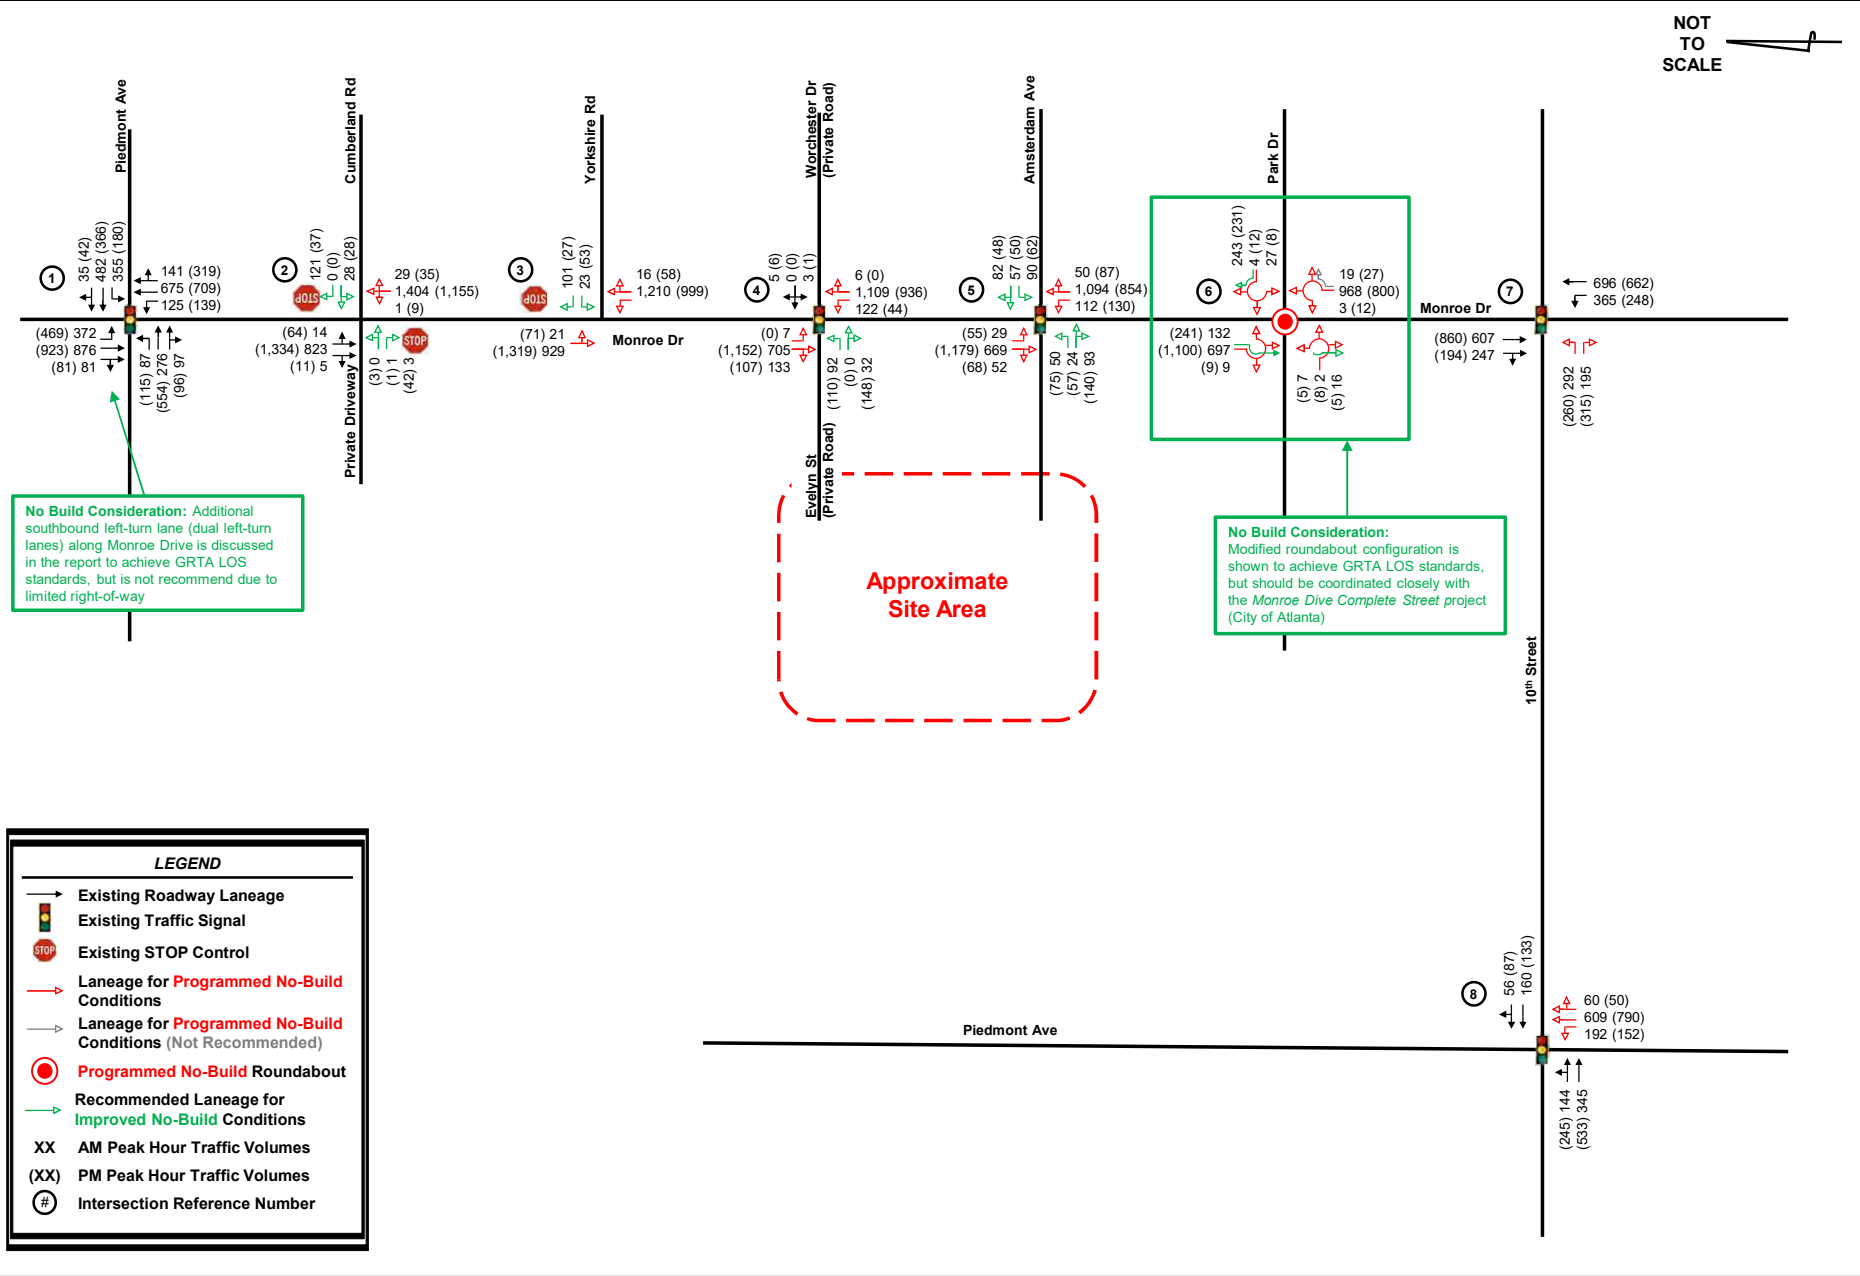 NOT
TO
SCALE
Piedmont Ave
Cumberland Rd
Yorkshire Rd
Worchester Dr
(Private Road)
Amsterdam Ave
Park Dr
1
35 (42)
482 (366)
355 (180)
141 (319)
675 (709)
125 (139)
(469) 372
(923) 876
(81) 81
(115) 87
(554) 276
(96) 97
2
STOP
121 (37)
0 (0)
28 (28)
29 (35)
1,404 (1,155)
1 (9)
(64) 14
(1,334) 823
(11) 5
(3) 0
(1) 1
(42) 3
STOP
Private Driveway
3
STOP
101 (27)
23 (53)
16 (58)
1,210 (999)
(71) 21
(1,319) 929
Monroe Dr
4
5 (6)
0 (0)
3 (1)
6 (0)
1,109 (936)
122 (44)
(0) 7
(1,152) 705
(107) 133
(110) 92
(0) 0
(148) 32
Evelyn St
(Private Road)
5
82 (48)
57 (50)
90 (62)
50 (87)
1,094 (854)
112 (130)
(55) 29
(1,179) 669
(68) 52
(75) 50
(57) 24
(140) 93
6
243 (231)
4 (12)
27 (8)
19 (27)
968 (800)
3 (12)
(241) 132
(1,100) 697
(9) 9
(5) 7
(8) 2
(5) 16
Monroe Dr
7
696 (662)
365 (248)
(860) 607
(194) 247
(260) 292
(315) 195
No Build Consideration: Additional
southbound left-turn lane (dual left-turn
lanes) along Monroe Drive is discussed
in the report to achieve GRTA LOS
standards, but is not recommend due to
limited right-of-way
No Build Consideration:
Modified roundabout configuration is
shown to achieve GRTA LOS standards,
but should be coordinated closely with
the Monroe Dive Complete Street project
(City of Atlanta)
Approximate
Site Area
10th Street
8
56 (87)
160 (133)
60 (50)
609 (790)
192 (152)
(245) 144
(533) 345
Piedmont Ave
LEGEND
Existing Roadway Laneage
Existing Traffic Signal
STOP Existing STOP Control
Laneage for Programmed No-Build
Conditions
Laneage for Programmed No-Build
Conditions (Not Recommended)
Programmed No-Build Roundabout
Recommended Laneage for
Improved No-Build Conditions
XX AM Peak Hour Traffic Volumes
(XX) PM Peak Hour Traffic Volumes
# Intersection Reference Number